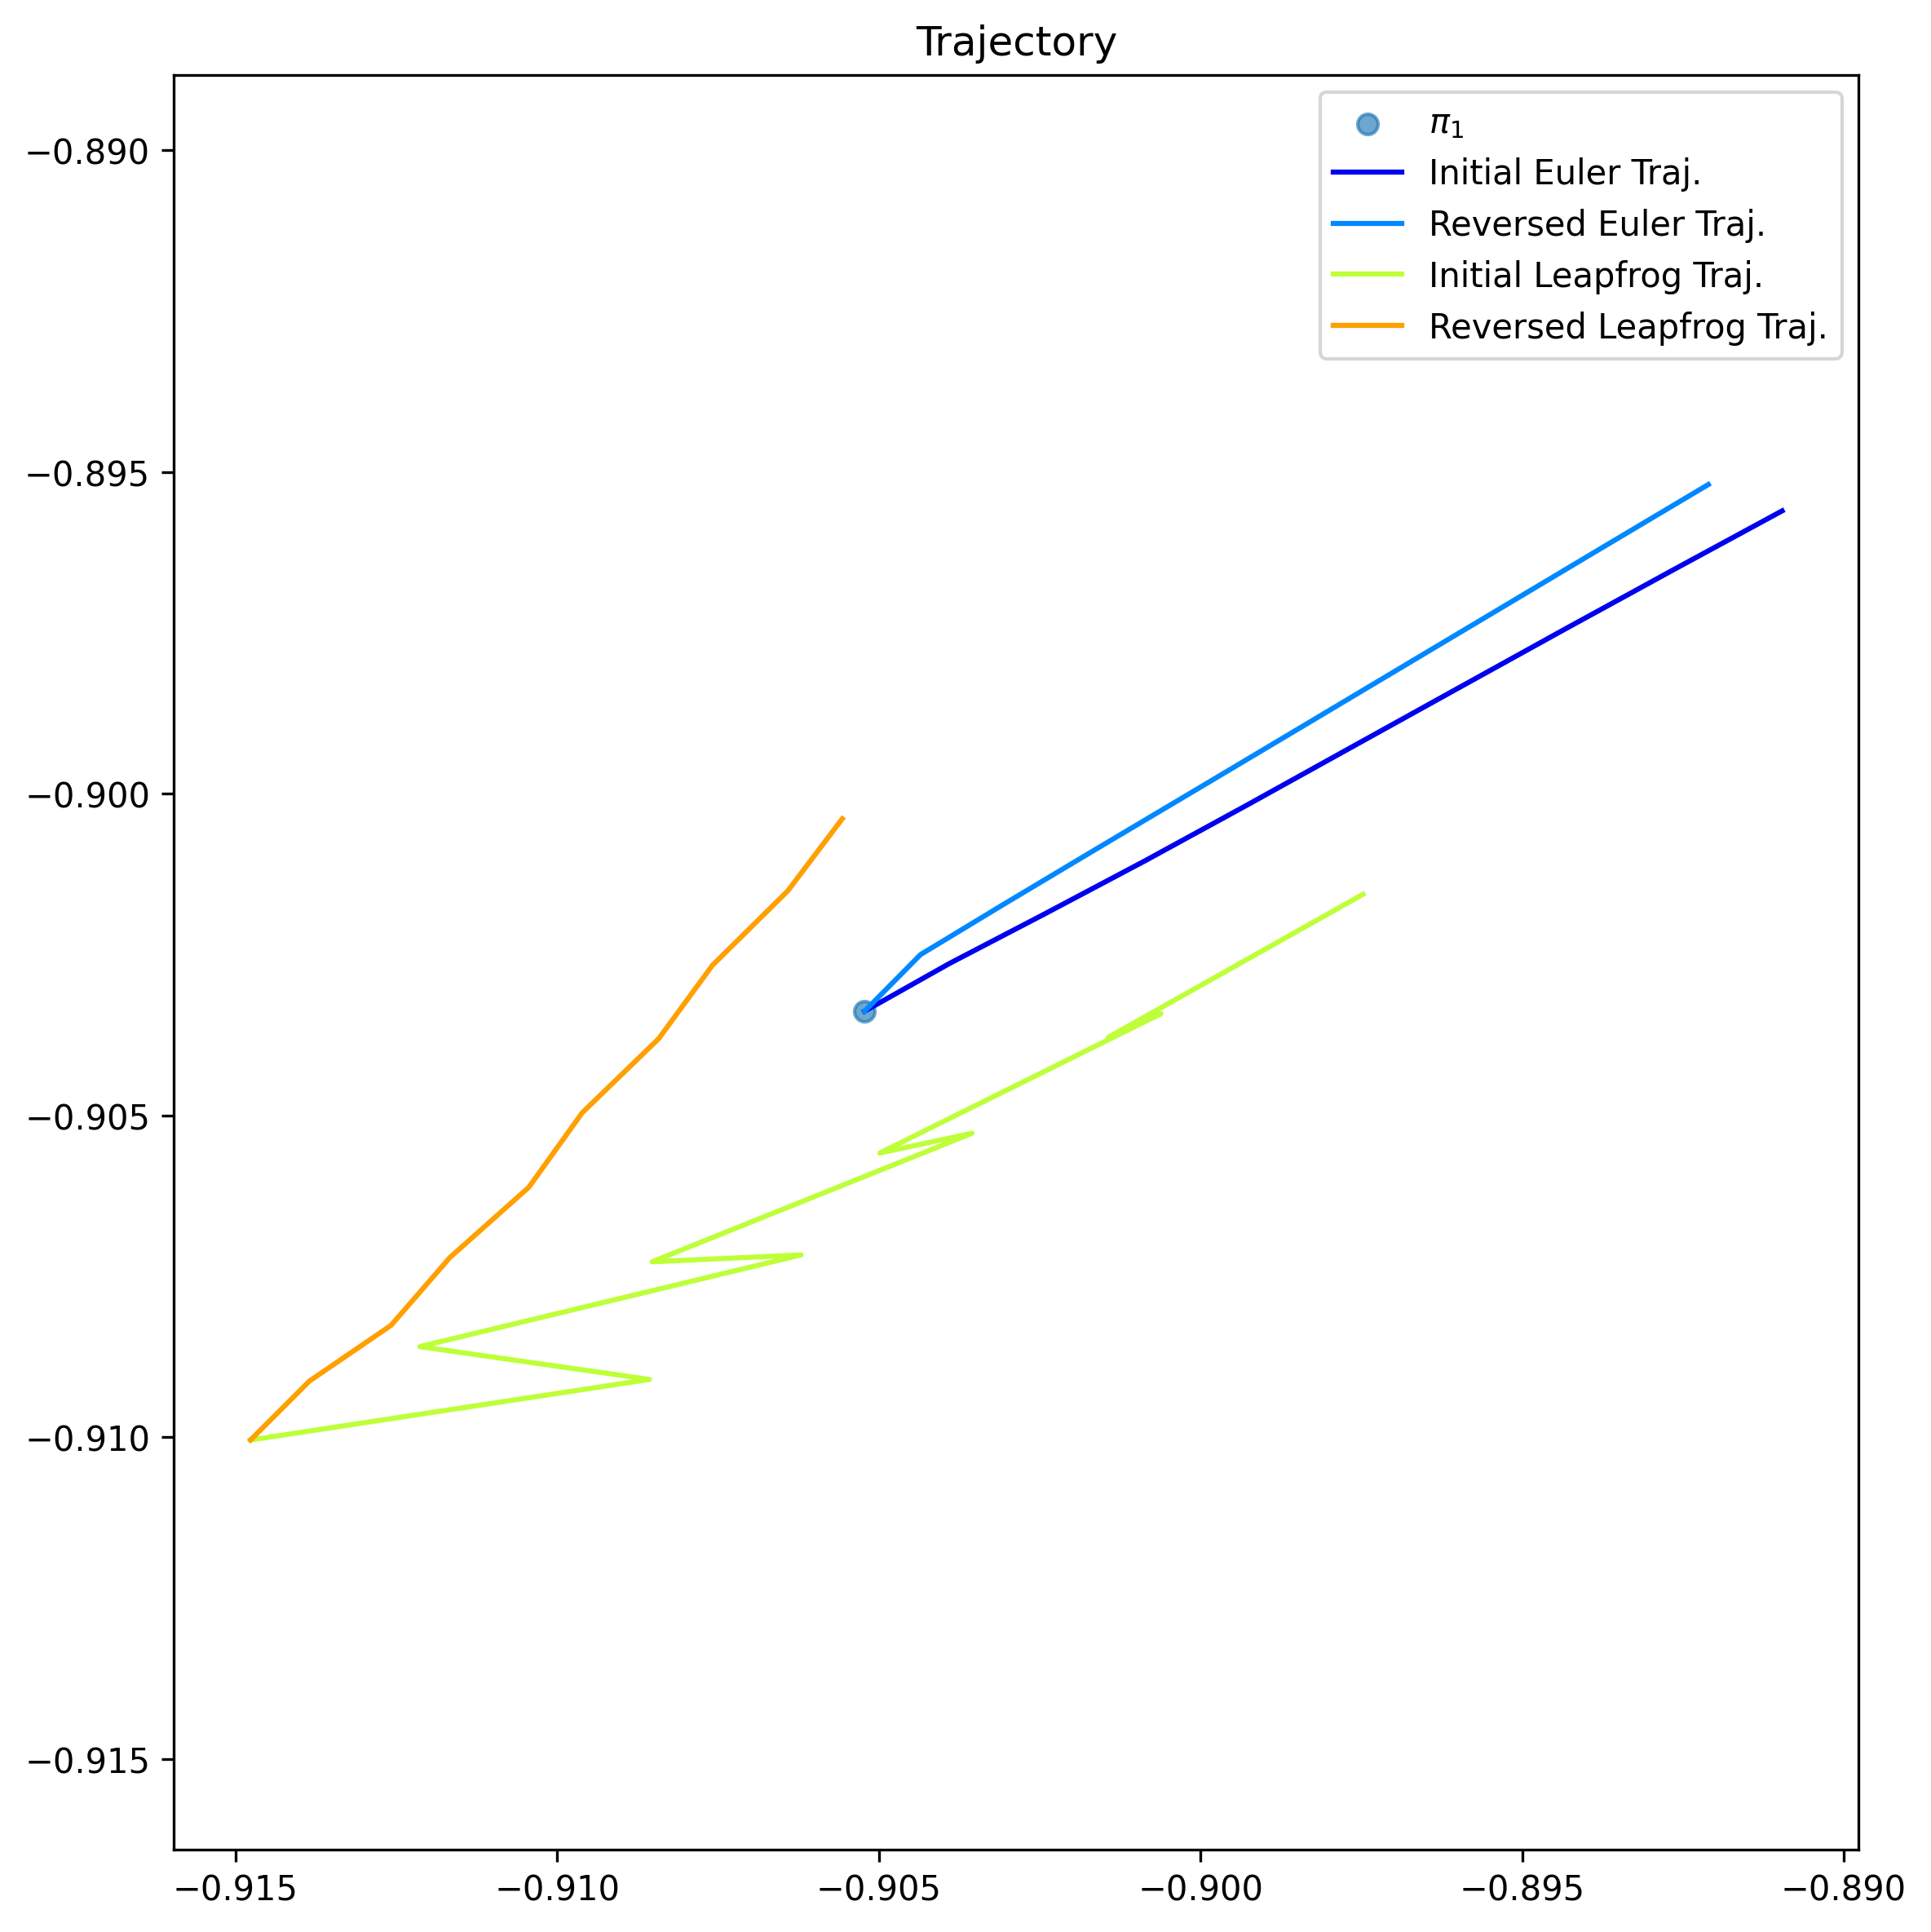 Trajectory
π1
Initial Euler Traj.
Reversed Euler Traj.
Initial Leapfrog Traj.
Reversed Leapfrog Traj.
−0.890
−0.895
−0.900
−0.905
−0.910
−0.915
−0.915 −0.910 −0.905 −0.900 −0.895 −0.890